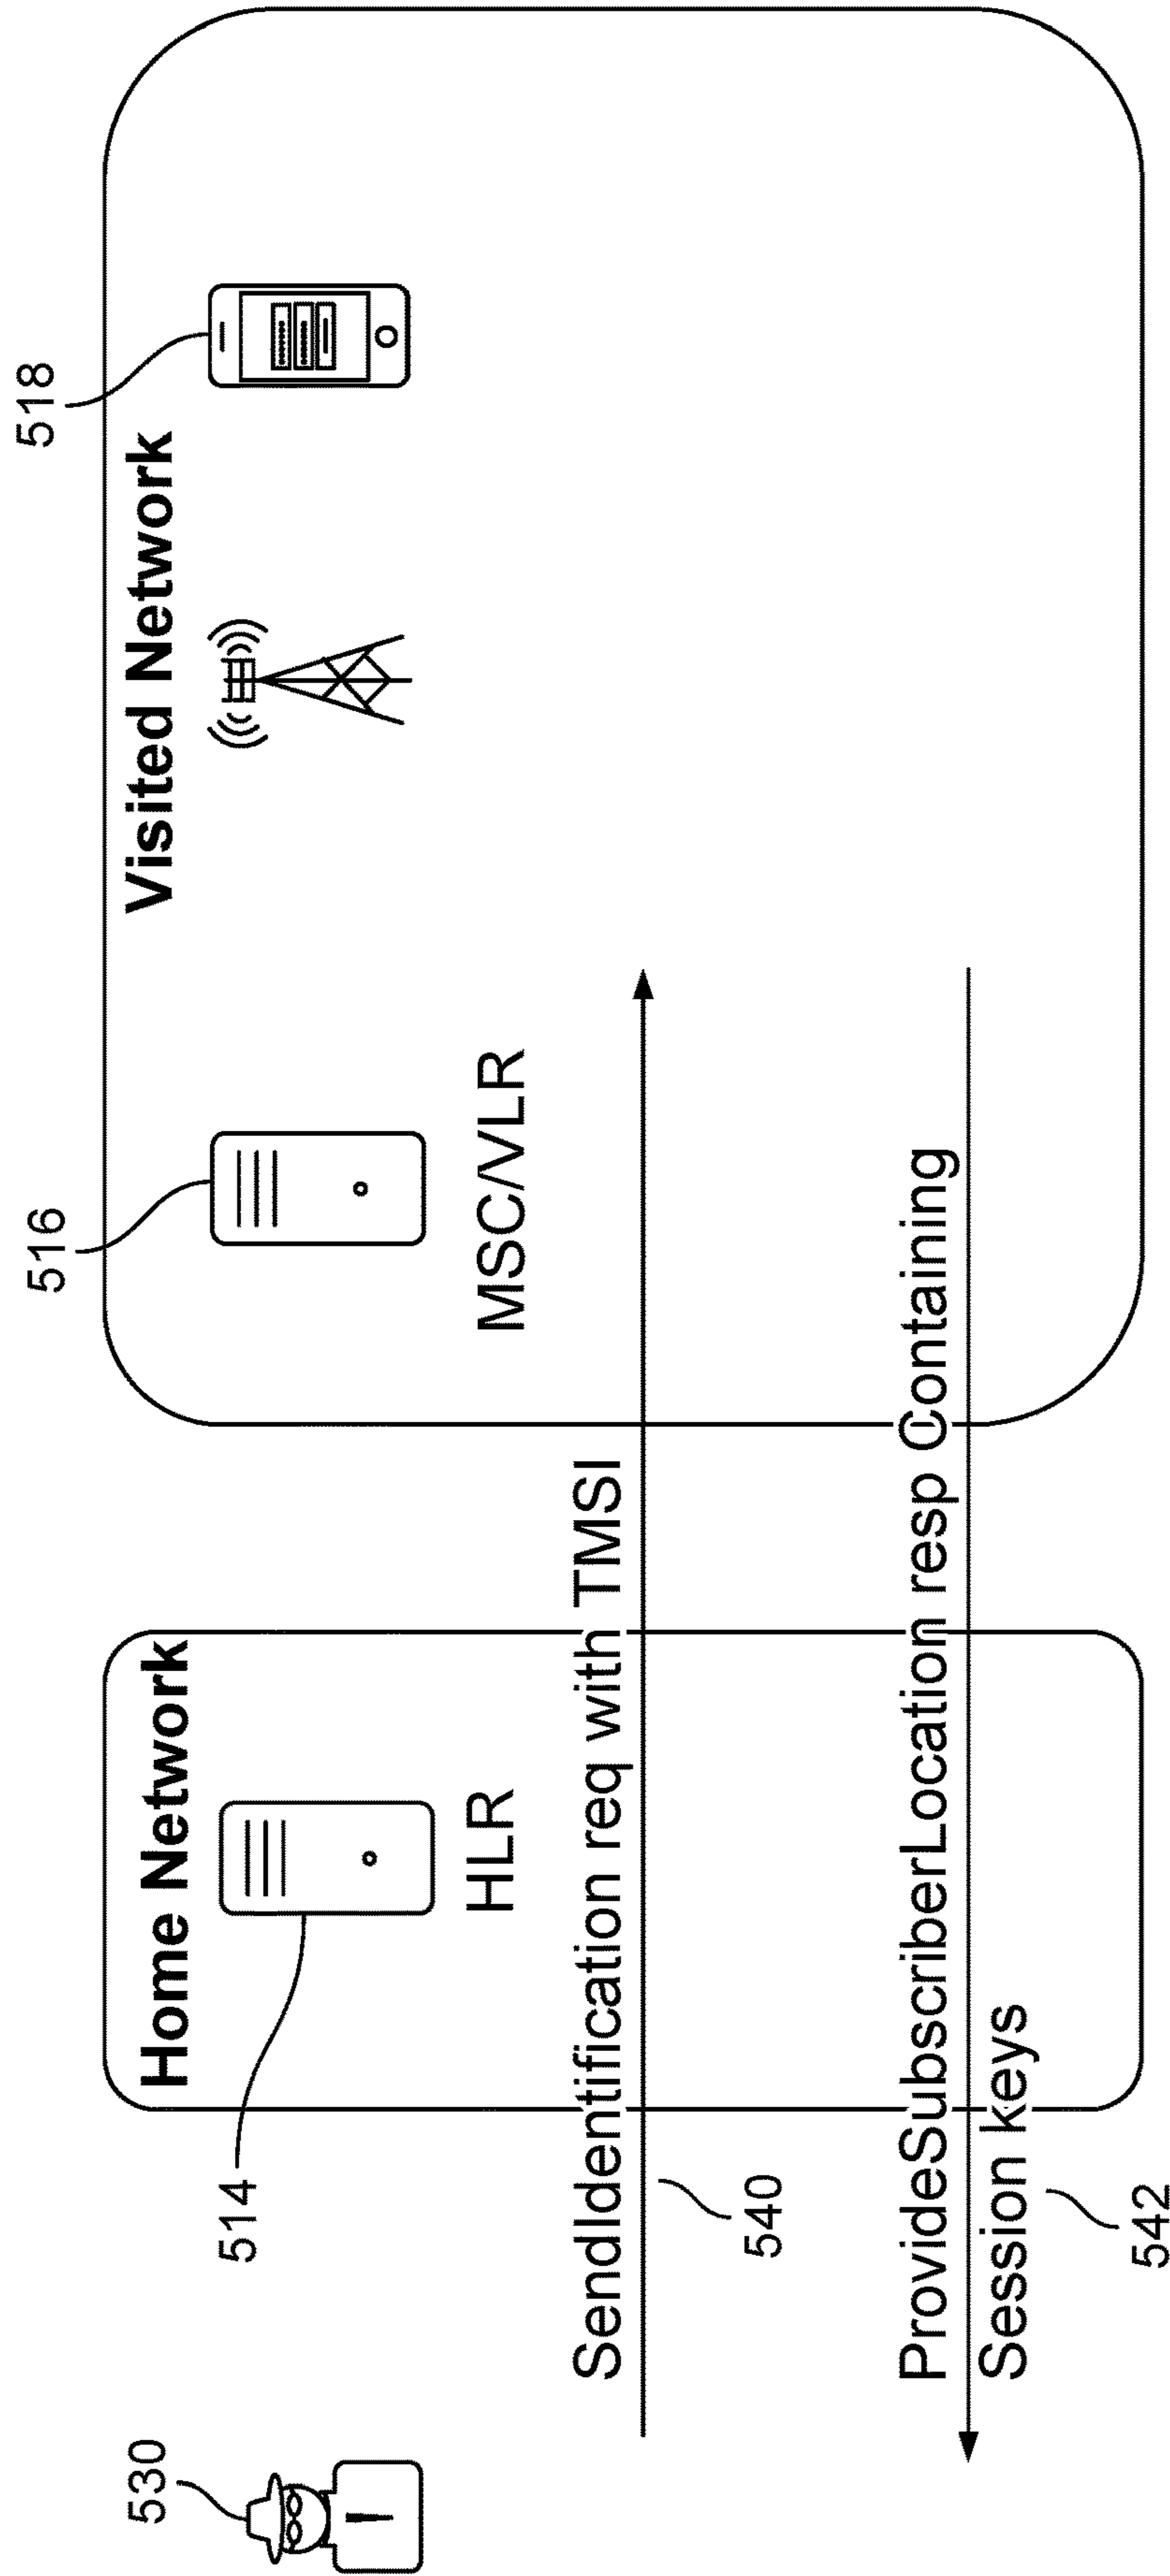 530
514
516
518
Home Network
Visited Network
HLR
MSC/VLR
SendIdentification req with TMSI
540
ProvideSubscriberLocation resp Containing
Session keys
542